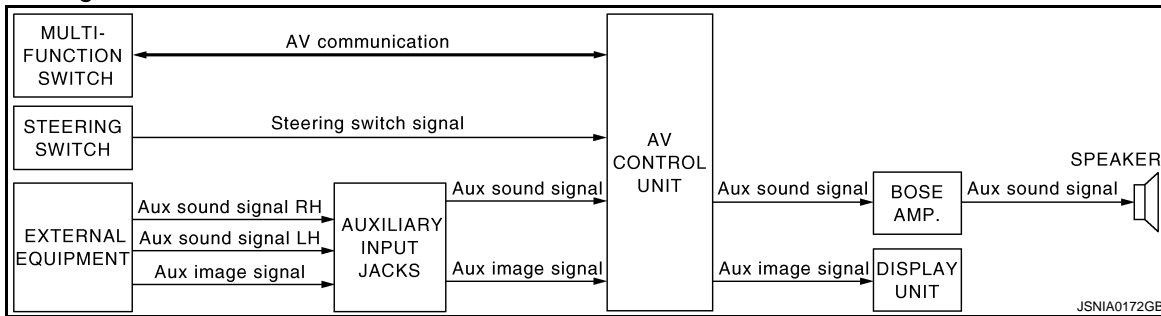 MULTI-
FUNCTION
SWITCH
AV communication
STEERING
SWITCH
Steering switch signal
EXTERNAL
EQUIPMENT
Aux sound signal RH
Aux sound signal LH
Aux image signal
AUXILIARY
INPUT
JACKS
Aux sound signal
Aux image signal
AV
CONTROL
UNIT
Aux sound signal
BOSE
AMP.
Aux sound signal
SPEAKER
Aux image signal
DISPLAY
UNIT
JSNIA0172GB